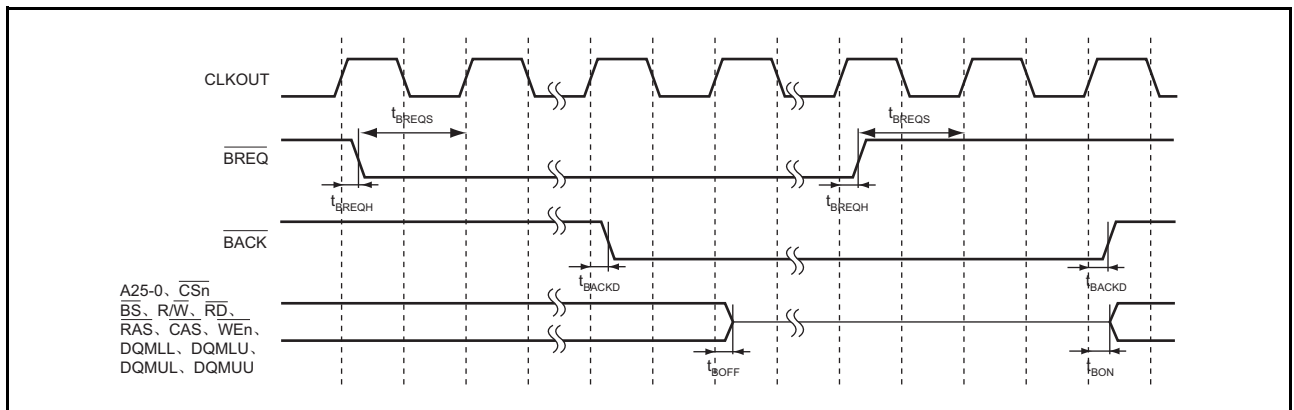 CLKOUT
tBREQS
tBREQS
BREQ
tBREQH
tBREQH
BACK
tBACKD
tBACKD
A25-0、CSn
BS、R/W、RD、
RAS、CAS、WEn、
DQMLL、DQMLU、
DQMUL、DQMUU
tBOFF
tBON